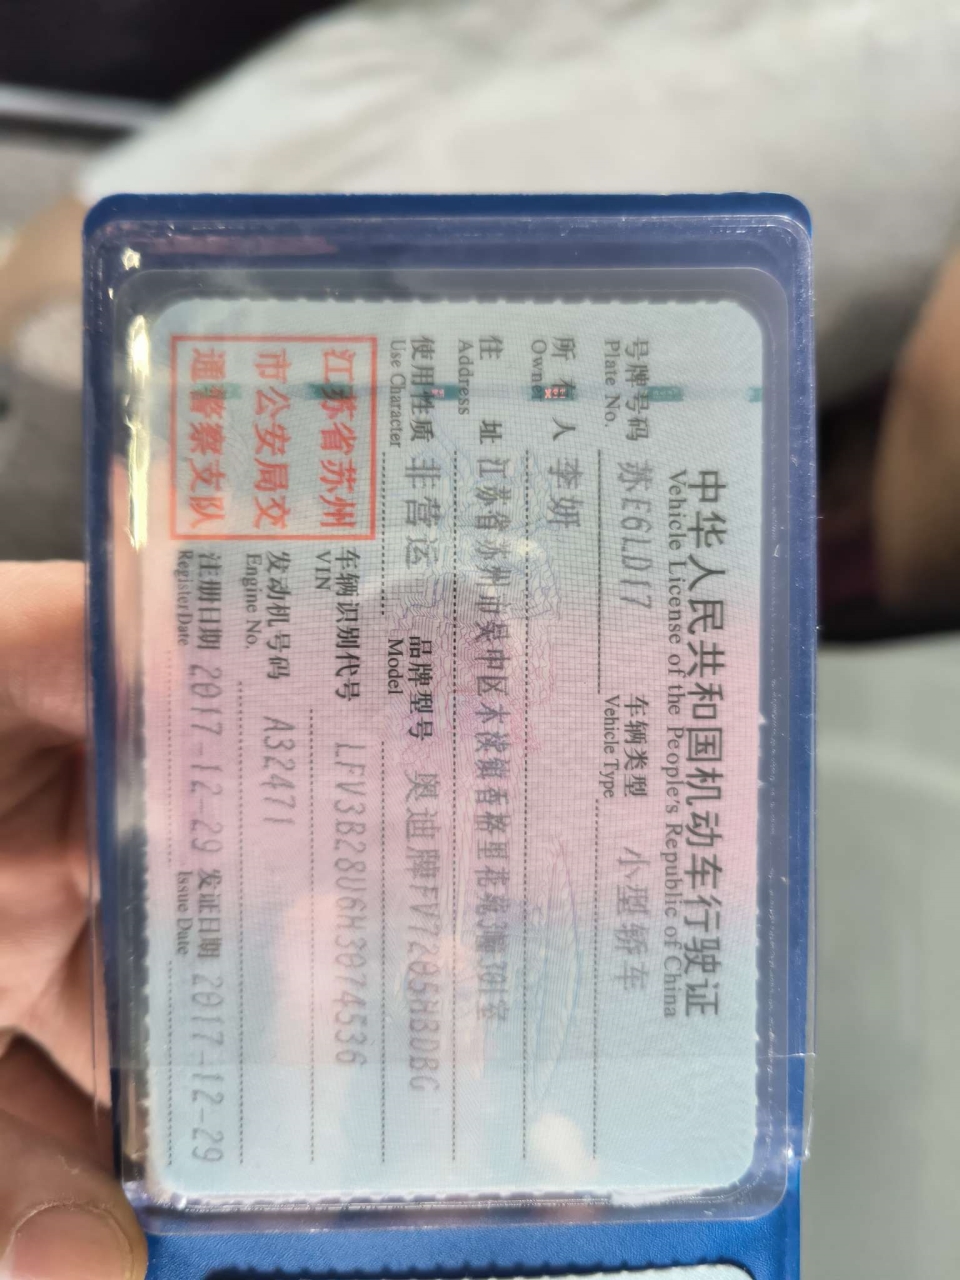 中华人民共和国机动车行驶证
Vehicle License of the People's Republic of China
号牌号码 苏E6LD17 车辆类型 小型轿车
Plate No. Vehicle Type
所有人 李妍
Owner
住址 江苏省苏州市吴中区木渎镇香格里花苑
Address
使用性质 非营运 品牌型号 奥迪牌FV7205HBDBG
Use Character Model
江苏省苏州
市公安局交
通警察支队
车辆识别代号 LFV3B28U6H3074536
VIN
发动机号码 A32471
Engine No.
注册日期 2017-12-29 发证日期 2017-12-29
Register Date Issue Date